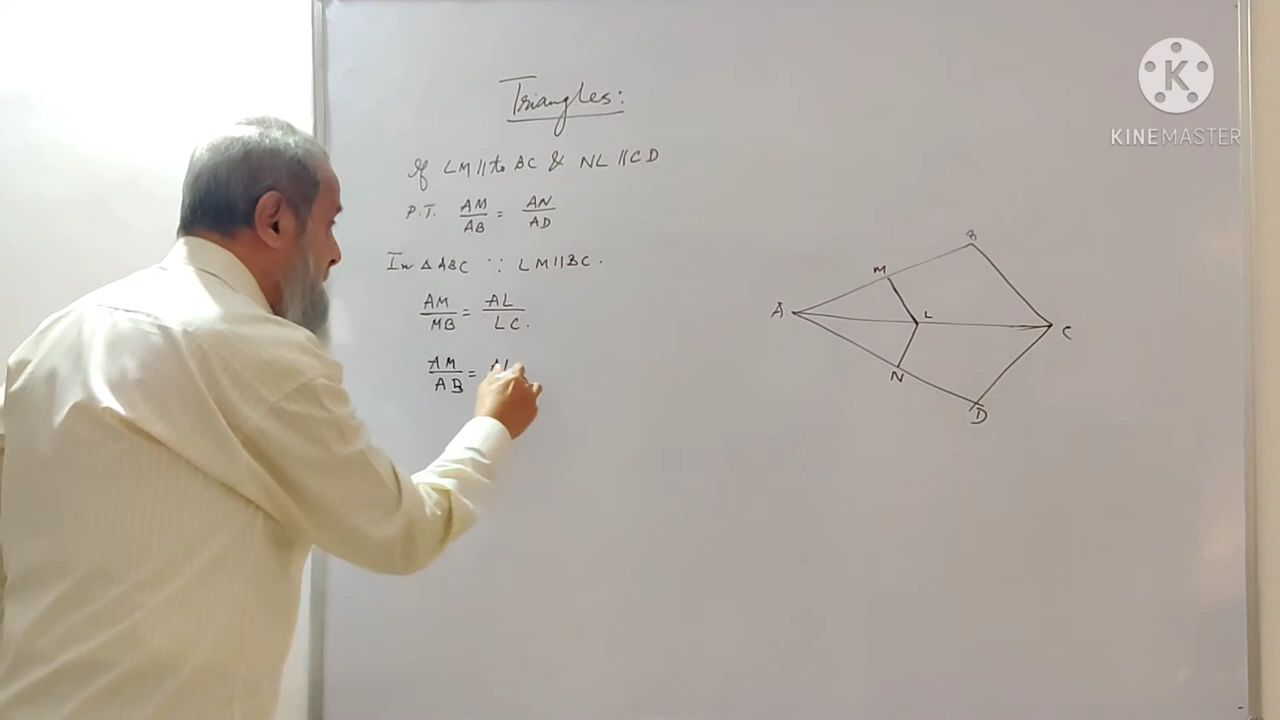 Triangles:
If LM || to BC & NL || CD
P.T. AM/AB = AN/AD
In △ ABC ∵ LM || BC.
AM/MB = AL/LC.
AM/AB = AL
A
M
B
L
C
N
D
K
KINEMASTER